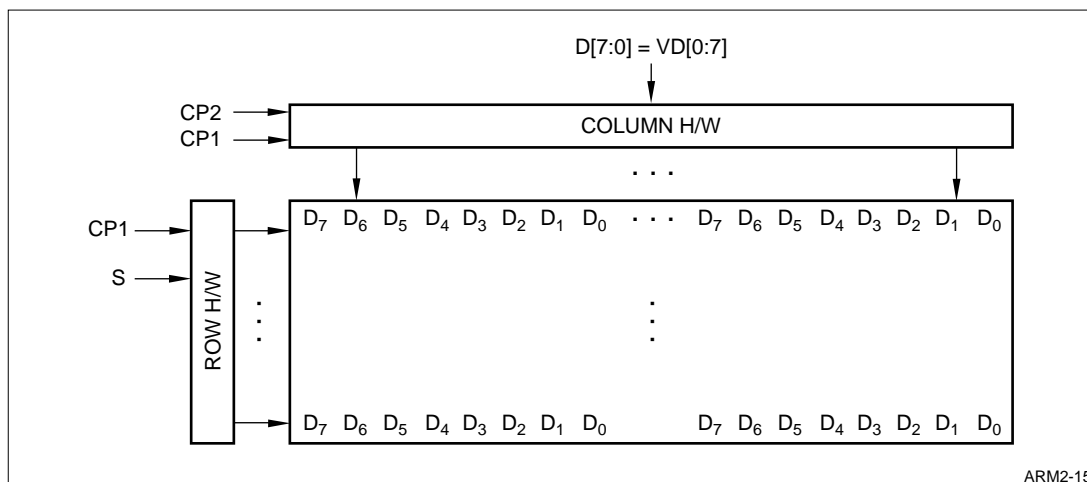 D[7:0] = VD[0:7]
CP2
CP1
COLUMN H/W
. . .
CP1
S
ROW H/W
D7 D6 D5 D4 D3 D2 D1 D0 . . . D7 D6 D5 D4 D3 D2 D1 D0
D7 D6 D5 D4 D3 D2 D1 D0 D7 D6 D5 D4 D3 D2 D1 D0
ARM2-15